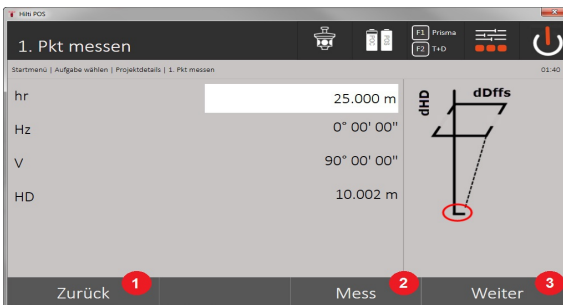 Hilti POS
1. Pkt messen
POC
POS
F1 Prisma
F2 T+D
Startmenü | Aufgabe wählen | Projektdetails | 1. Pkt messen
01:40
hr
25.000 m
Hz
0° 00' 00"
V
90° 00' 00"
HD
10.002 m
dHD
dDffs
Zurück
1
Mess
2
Weiter
3